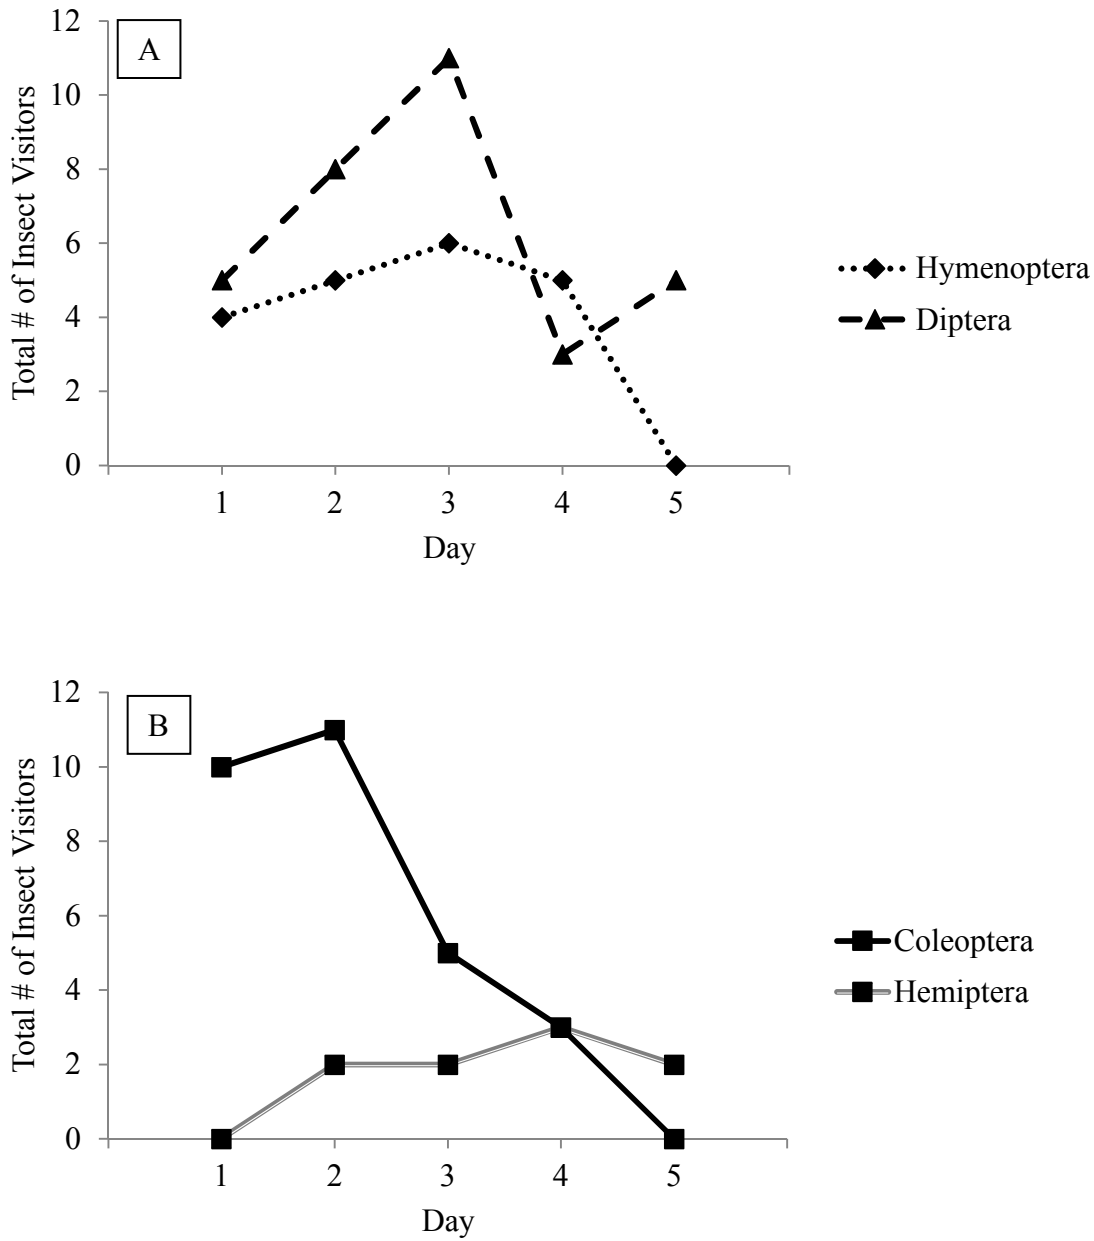 A
Total # of Insect Visitors
12
10
8
6
4
2
0
1 2 3 4 5
Day
Hymenoptera
Diptera
B
Total # of Insect Visitors
12
10
8
6
4
2
0
1 2 3 4 5
Day
Coleoptera
Hemiptera